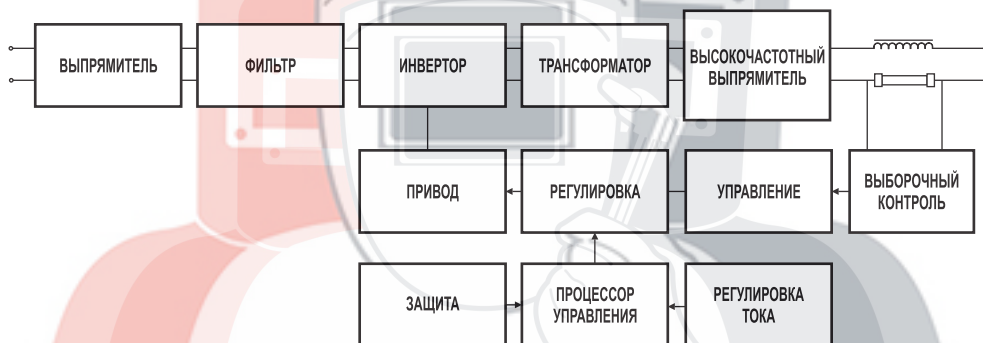 ВЫПРЯМИТЕЛЬ
ФИЛЬТР
ИНВЕРТОР
ТРАНСФОРМАТОР
ВЫСОКОЧАСТОТНЫЙ
ВЫПРЯМИТЕЛЬ
ПРИВОД
РЕГУЛИРОВКА
УПРАВЛЕНИЕ
ВЫБОРОЧНЫЙ
КОНТРОЛЬ
ЗАЩИТА
ПРОЦЕССОР
УПРАВЛЕНИЯ
РЕГУЛИРОВКА
ТОКА